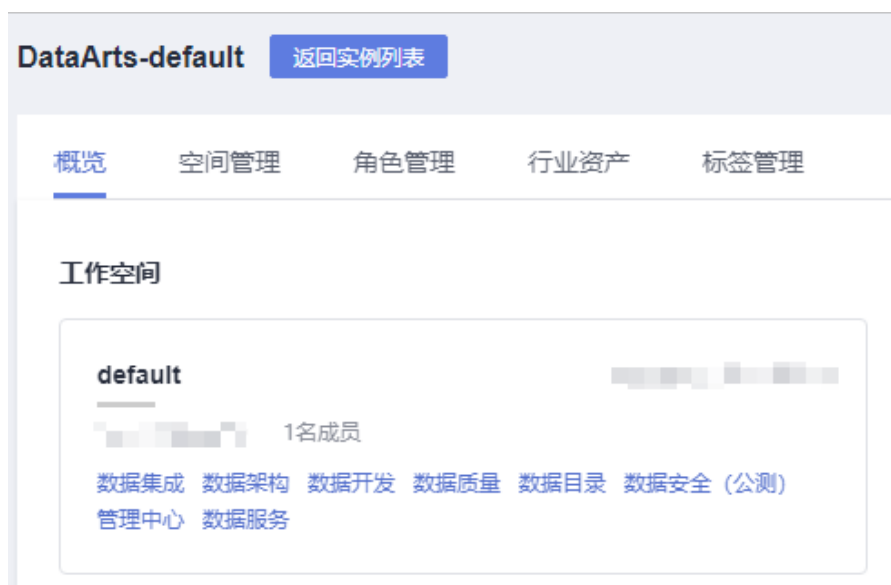 DataArts-default 返回实例列表
概览 空间管理 角色管理 行业资产 标签管理
工作空间
default
1名成员
数据集成 数据架构 数据开发 数据质量 数据目录 数据安全（公测）
管理中心 数据服务